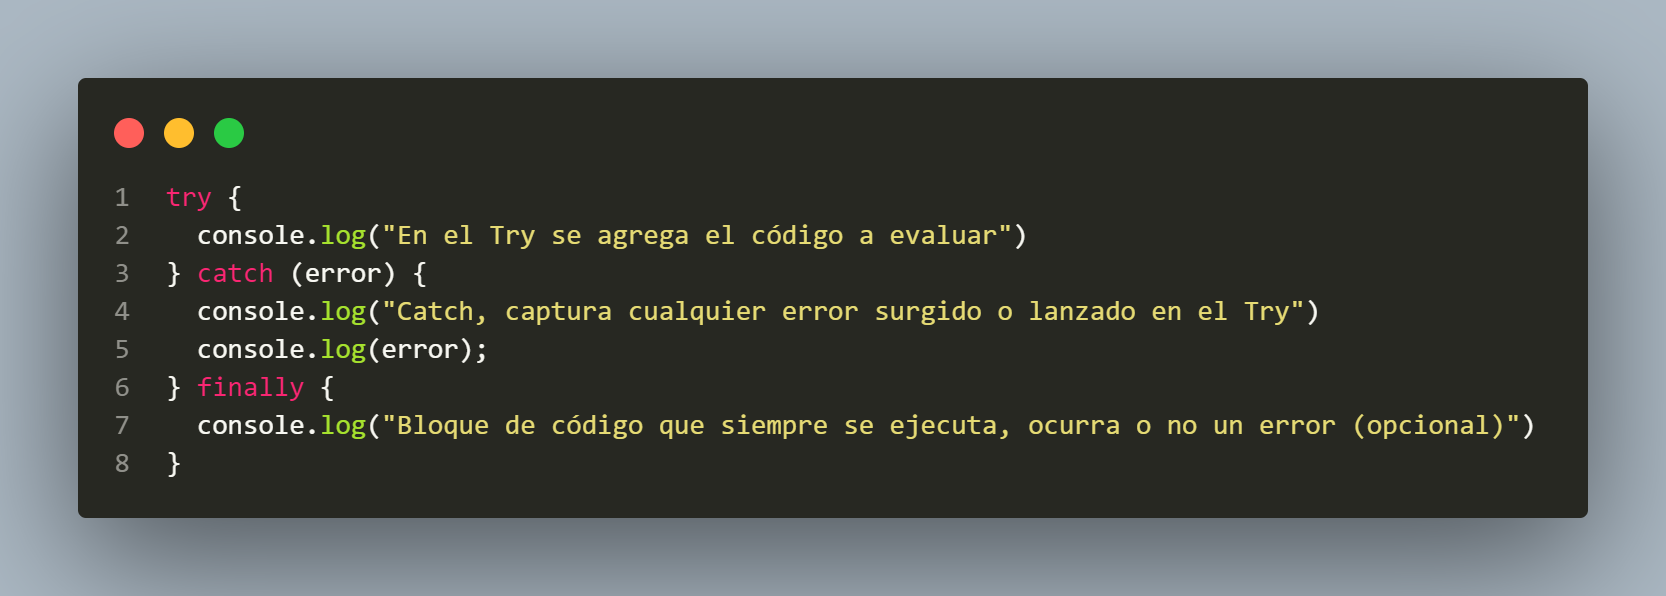 1 try {
2 console.log("En el Try se agrega el código a evaluar")
3 } catch (error) {
4 console.log("Catch, captura cualquier error surgido o lanzado en el Try")
5 console.log(error);
6 } finally {
7 console.log("Bloque de código que siempre se ejecuta, ocurra o no un error (opcional)")
8 }